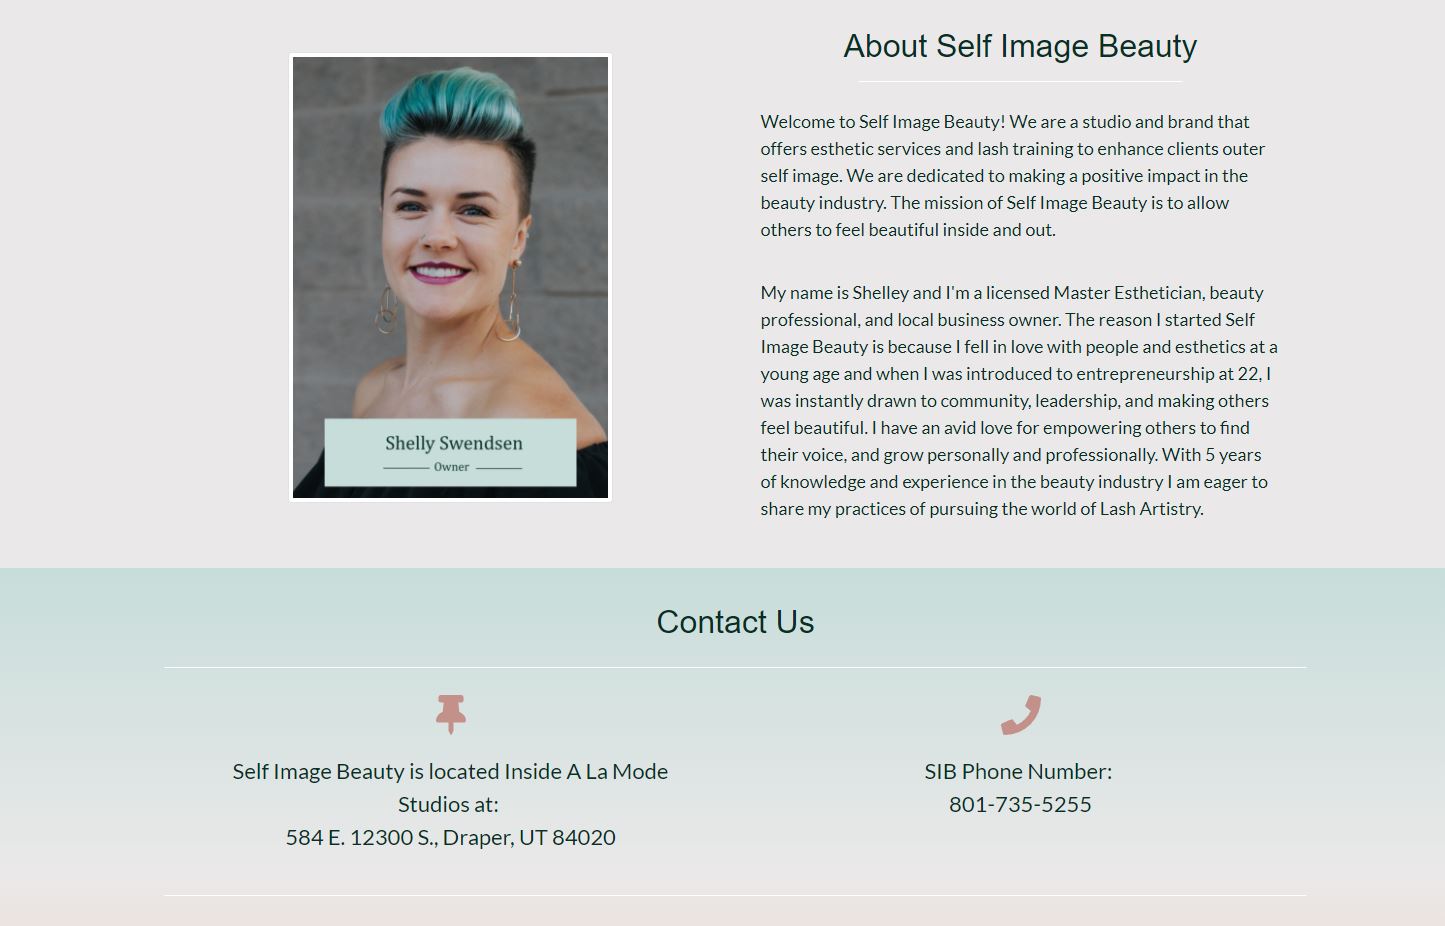 About Self Image Beauty
Welcome to Self Image Beauty! We are a studio and brand that
offers esthetic services and lash training to enhance clients outer
self image. We are dedicated to making a positive impact in the
beauty industry. The mission of Self Image Beauty is to allow
others to feel beautiful inside and out.
My name is Shelley and I'm a licensed Master Esthetician, beauty
professional, and local business owner. The reason I started Self
Image Beauty is because I fell in love with people and esthetics at a
young age and when I was introduced to entrepreneurship at 22, I
was instantly drawn to community, leadership, and making others
feel beautiful. I have an avid love for empowering others to find
their voice, and grow personally and professionally. With 5 years
of knowledge and experience in the beauty industry I am eager to
share my practices of pursuing the world of Lash Artistry.
Shelly Swendsen
Owner
Contact Us
Self Image Beauty is located Inside A La Mode
Studios at:
584 E. 12300 S., Draper, UT 84020
SIB Phone Number:
801-735-5255